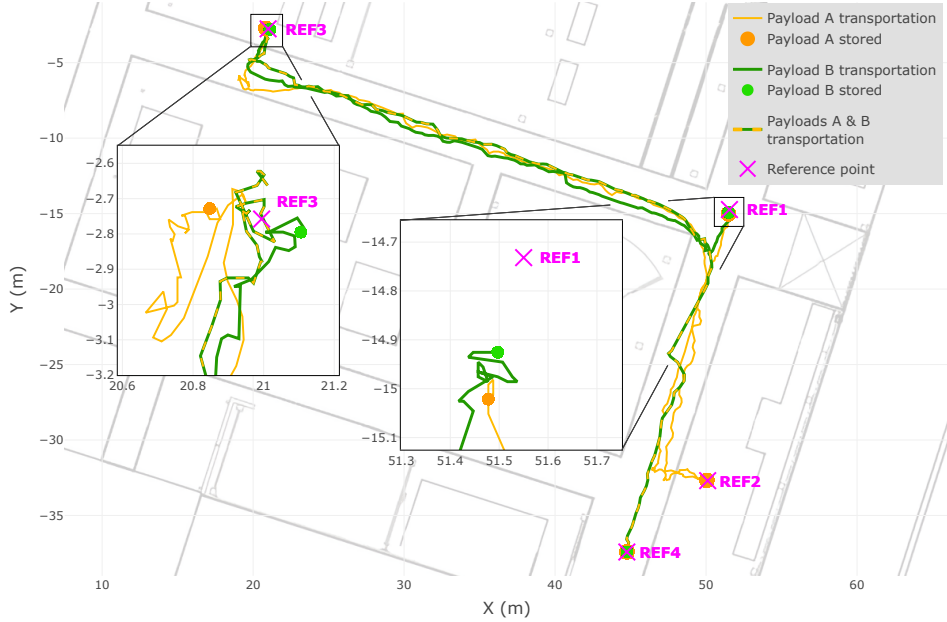 Payload A transportation
Payload A stored
Payload B transportation
Payload B stored
Payloads A & B
transportation
Reference point
REF3
−5
−10
−15
−20
−25
−30
−35
Y (m)
−2.6
−2.7
−2.8
−2.9
−3
−3.1
−3.2
20.6
20.8
21
21.2
REF3
REF1
−14.7
−14.8
−14.9
−15
−15.1
51.3
51.4
51.5
51.6
51.7
REF1
REF2
REF4
10
20
30
40
50
60
X (m)